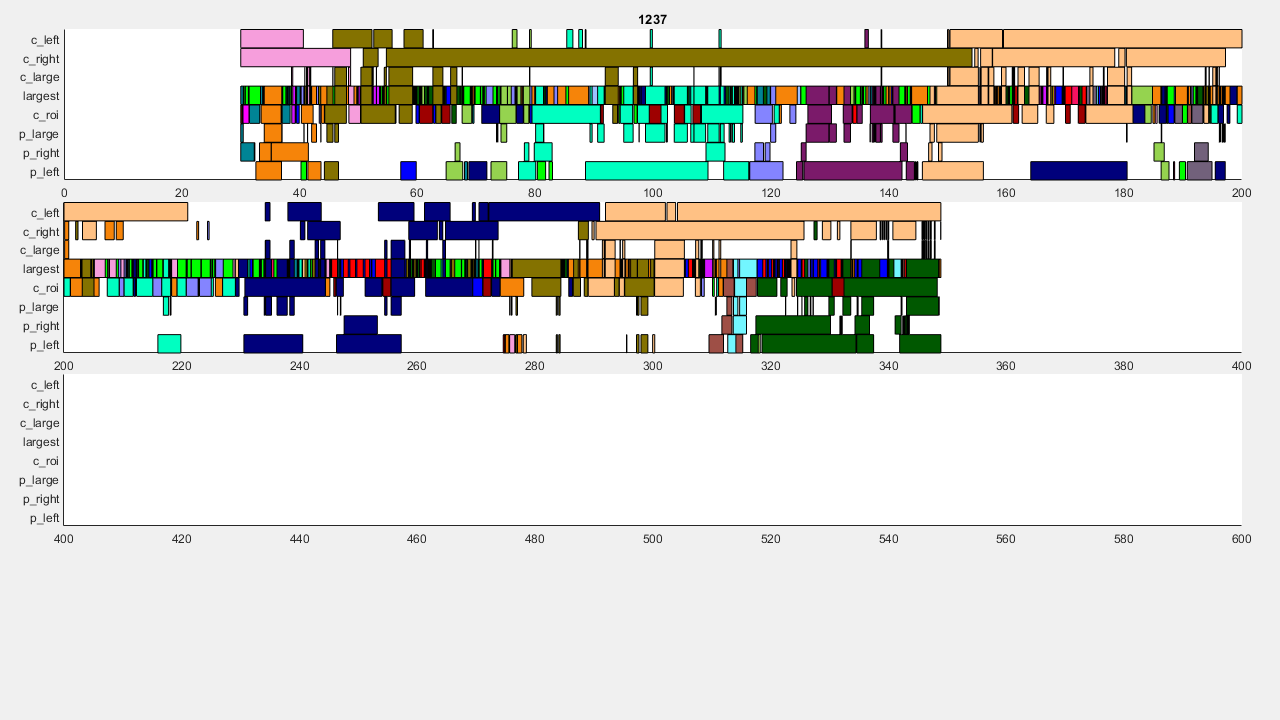 1237
c_left
c_right
c_large
largest
c_roi
p_large
p_right
p_left
0 20 40 60 80 100 120 140 160 180 200
c_left
c_right
c_large
largest
c_roi
p_large
p_right
p_left
200 220 240 260 280 300 320 340 360 380 400
c_left
c_right
c_large
largest
c_roi
p_large
p_right
p_left
400 420 440 460 480 500 520 540 560 580 600